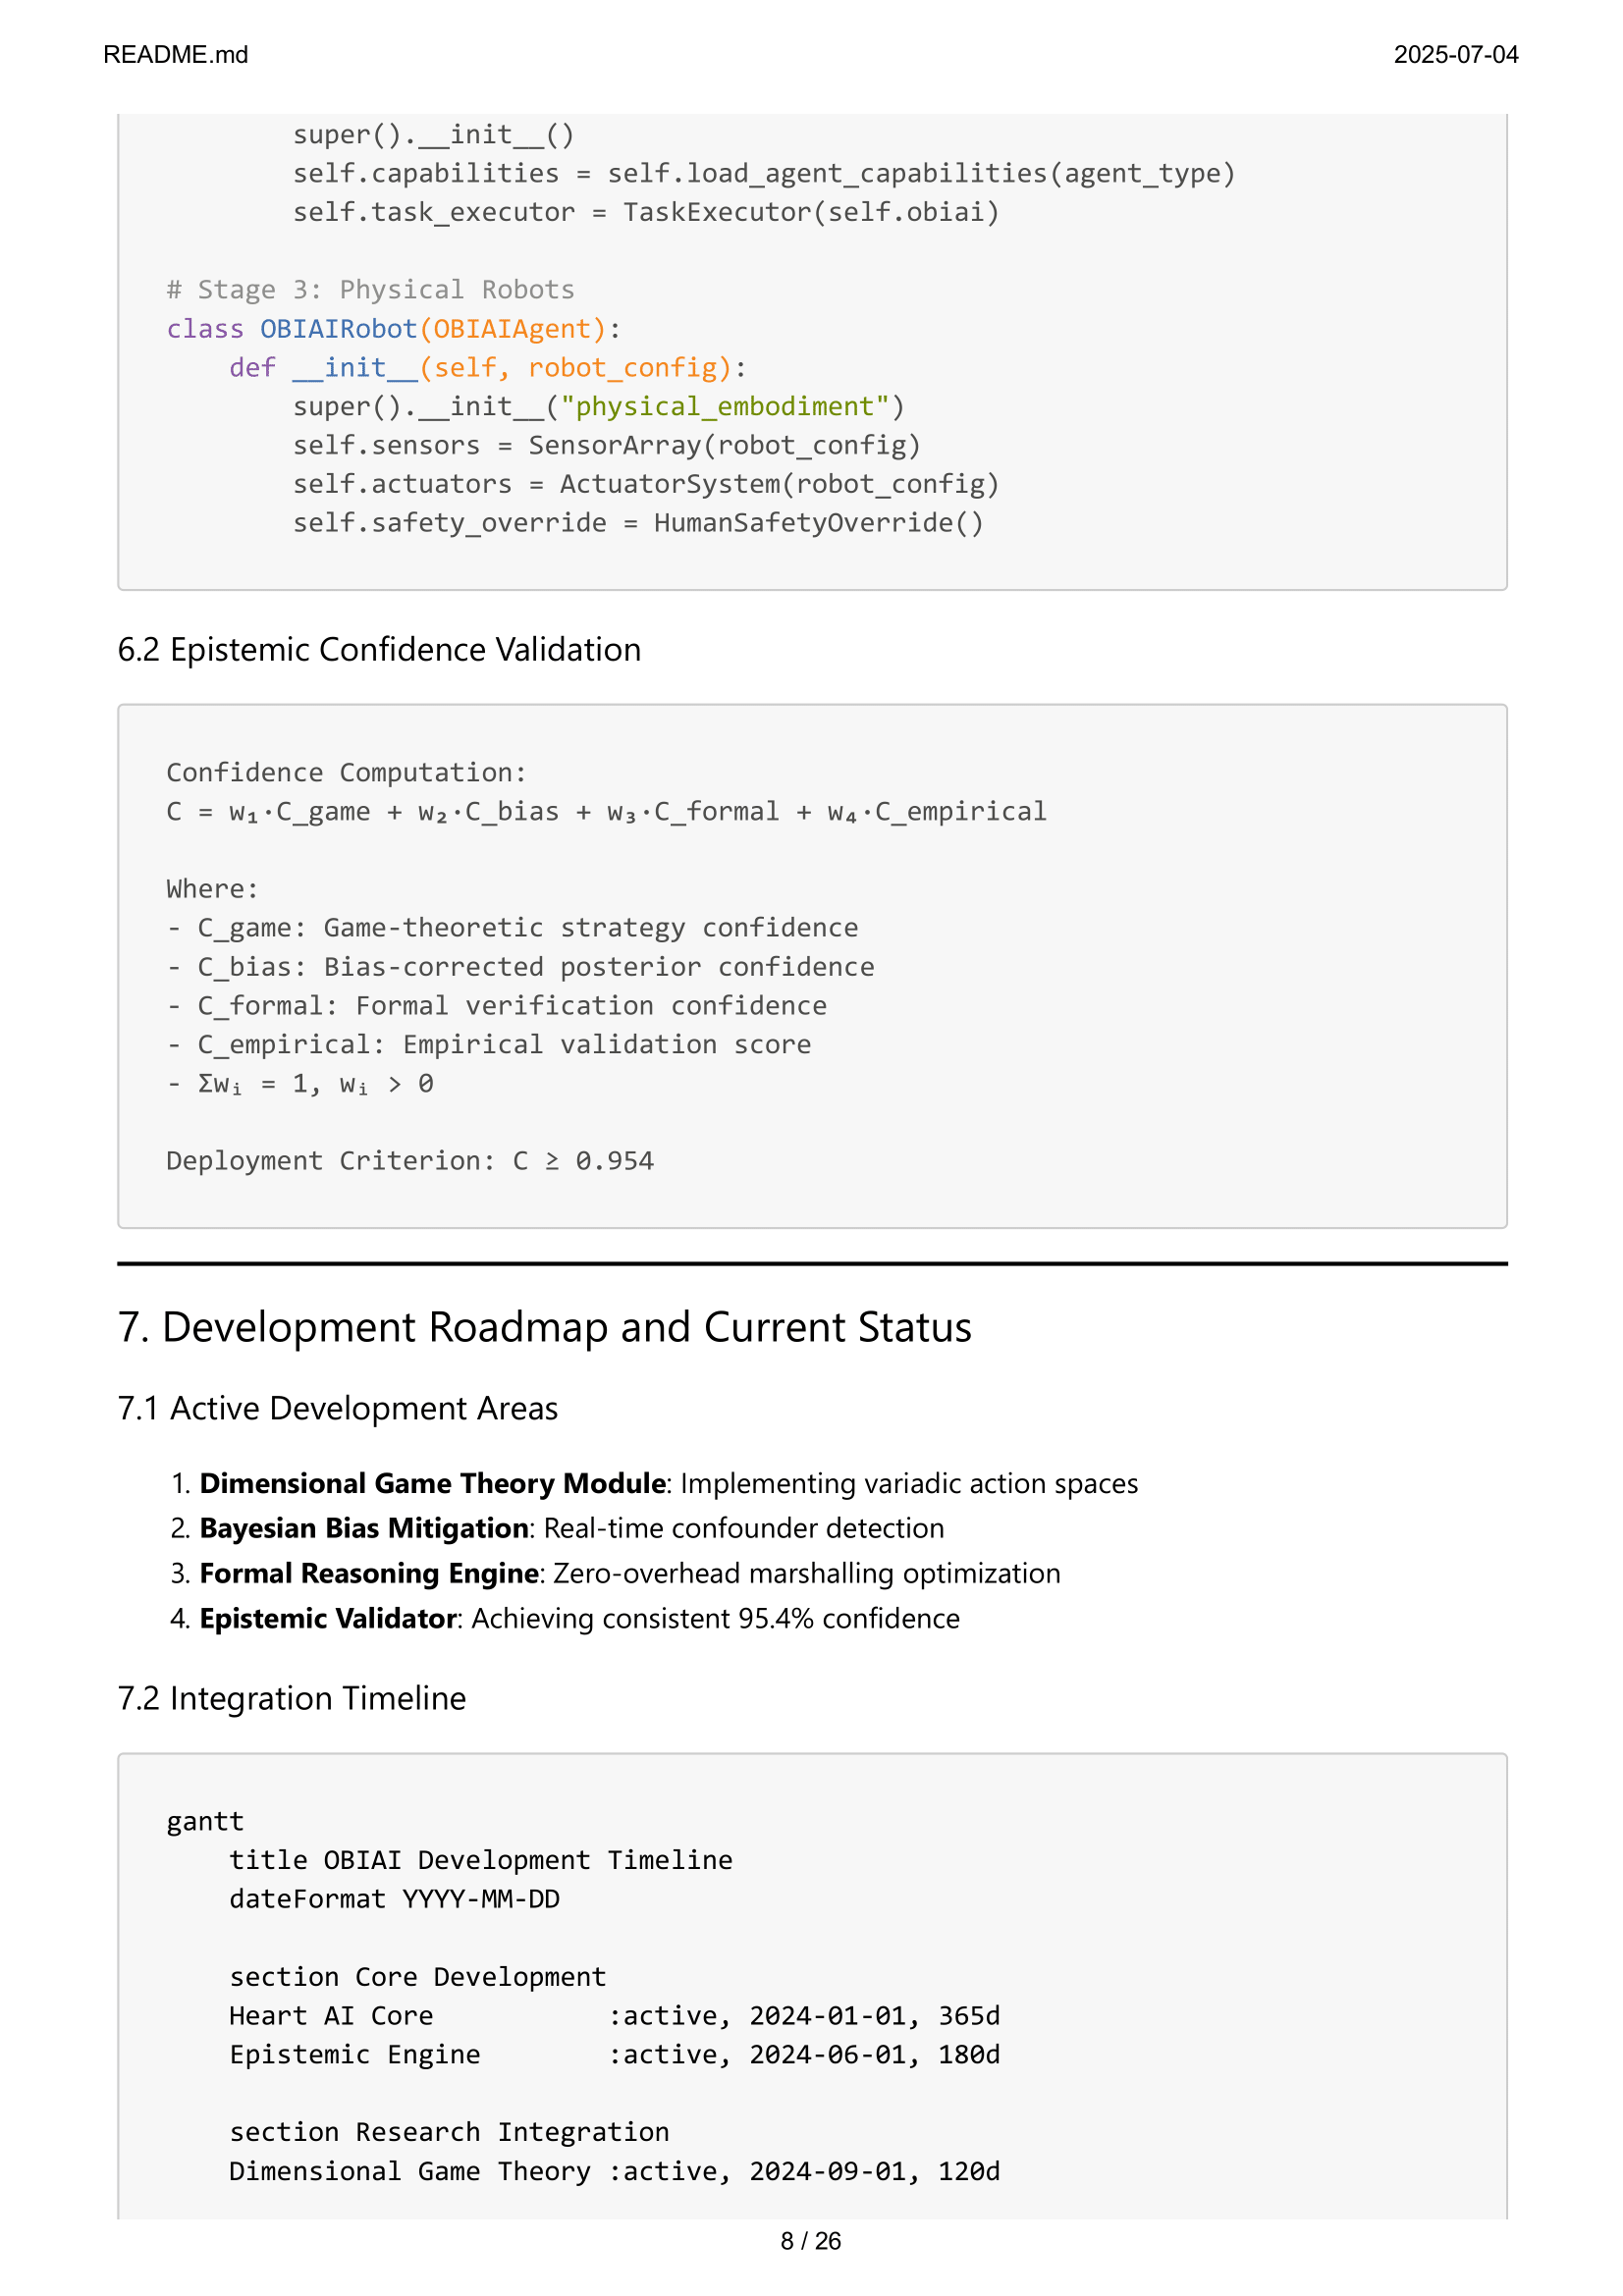 README.md
2025-07-04
super().__init__()
self.capabilities = self.load_agent_capabilities(agent_type)
self.task_executor = TaskExecutor(self.obiai)
# Stage 3: Physical Robots
class OBIAIRobot(OBIAIAgent):
def __init__(self, robot_config):
super().__init__("physical_embodiment")
self.sensors = SensorArray(robot_config)
self.actuators = ActuatorSystem(robot_config)
self.safety_override = HumanSafetyOverride()
6.2 Epistemic Confidence Validation
Confidence Computation:
C = w₁·C_game + w₂·C_bias + w₃·C_formal + w₄·C_empirical
Where:
- C_game: Game-theoretic strategy confidence
- C_bias: Bias-corrected posterior confidence
- C_formal: Formal verification confidence
- C_empirical: Empirical validation score
- Σwᵢ = 1, wᵢ > 0
Deployment Criterion: C ≥ 0.954
7. Development Roadmap and Current Status
7.1 Active Development Areas
1. Dimensional Game Theory Module: Implementing variadic action spaces
2. Bayesian Bias Mitigation: Real-time confounder detection
3. Formal Reasoning Engine: Zero-overhead marshalling optimization
4. Epistemic Validator: Achieving consistent 95.4% confidence
7.2 Integration Timeline
gantt
title OBIAI Development Timeline
dateFormat YYYY-MM-DD
section Core Development
Heart AI Core :active, 2024-01-01, 365d
Epistemic Engine :active, 2024-06-01, 180d
section Research Integration
Dimensional Game Theory :active, 2024-09-01, 120d
8 / 26